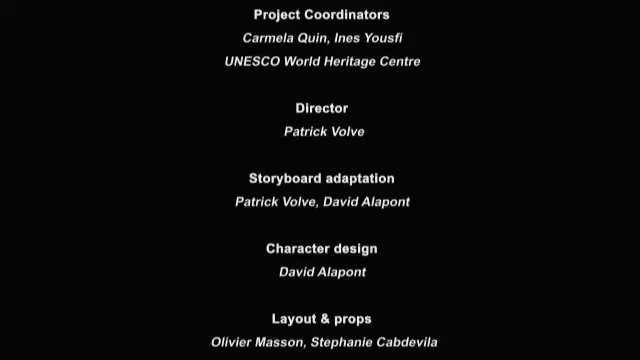 Project Coordinators
Carmela Quin, Ines Yousfi
UNESCO World Heritage Centre
Director
Patrick Volve
Storyboard adaptation
Patrick Volve, David Alapont
Character design
David Alapont
Layout & props
Olivier Masson, Stephanie Cabdevila